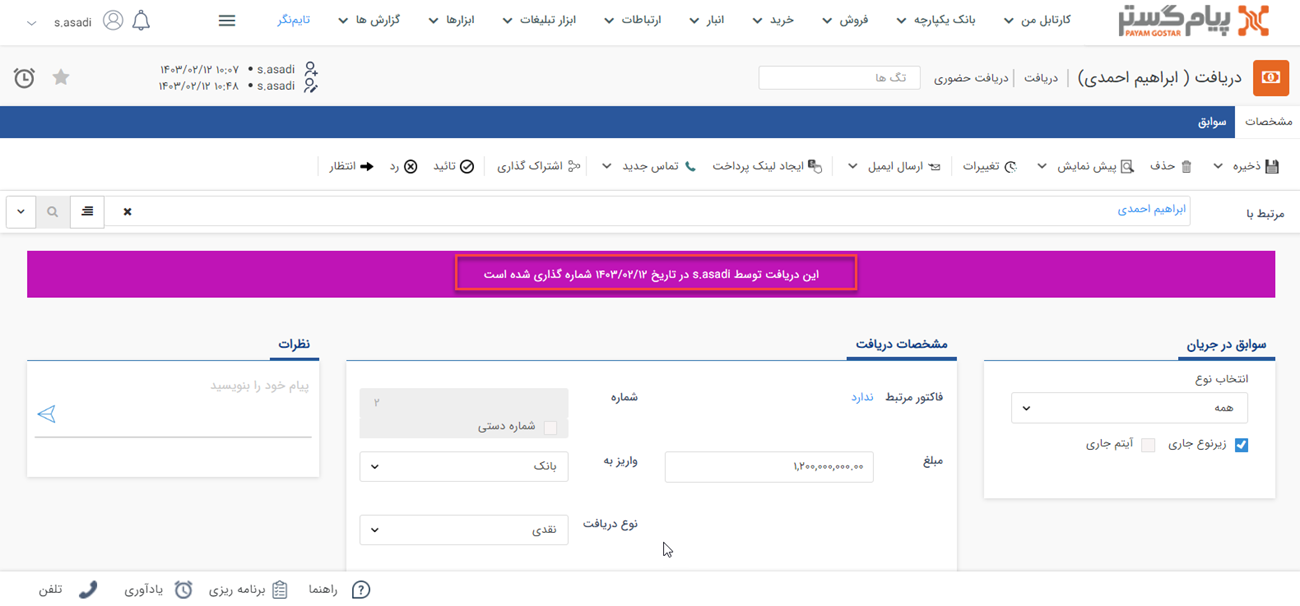 پیام گستر
PAYAM GOSTAR
کارتابل من
بانک یکپارچه
فروش
خرید
انبار
ارتباطات
ابزار تبلیغات
ابزارها
گزارش ها
تایم‌نگر
s.asadi
دریافت ( ابراهیم احمدی)
دریافت
دریافت حضوری
تگ ها
s.asadi • ۱۴۰۳/۰۲/۱۲ ۱۰:۰۷
s.asadi • ۱۴۰۳/۰۲/۱۲ ۱۰:۴۸
مشخصات
سوابق
ذخیره
حذف
پیش نمایش
تغییرات
ارسال ایمیل
ایجاد لینک پرداخت
تماس جدید
اشتراک گذاری
تائید
رد
انتظار
مرتبط با
ابراهیم احمدی
این دریافت توسط s.asadi در تاریخ ۱۴۰۳/۰۲/۱۲ شماره گذاری شده است
سوابق در جریان
انتخاب نوع
همه
زیرنوع جاری
آیتم جاری
مشخصات دریافت
فاکتور مرتبط
ندارد
شماره
۲
شماره دستی
مبلغ
۱,۲۰۰,۰۰۰,۰۰۰.۰۰
واریز به
بانک
نوع دریافت
نقدی
نظرات
پیام خود را بنویسید
راهنما
برنامه ریزی
یادآوری
تلفن